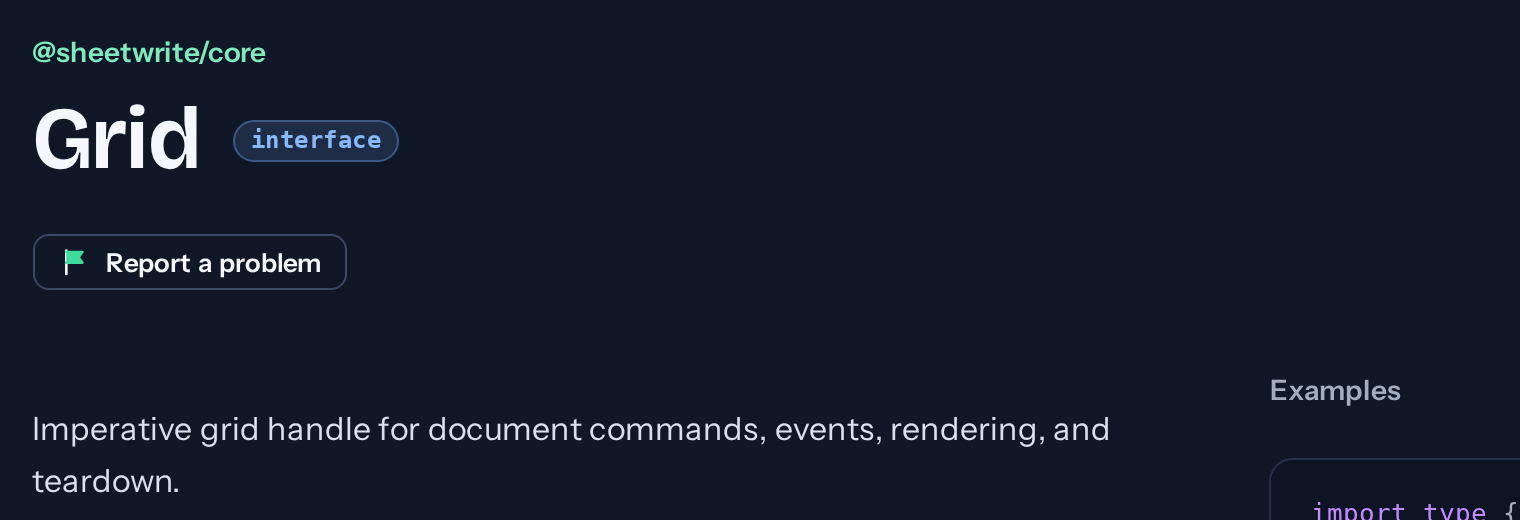 @sheetwrite/core
Grid
interface
Report a problem
Imperative grid handle for document commands, events, rendering, and
teardown.
Examples
import type {